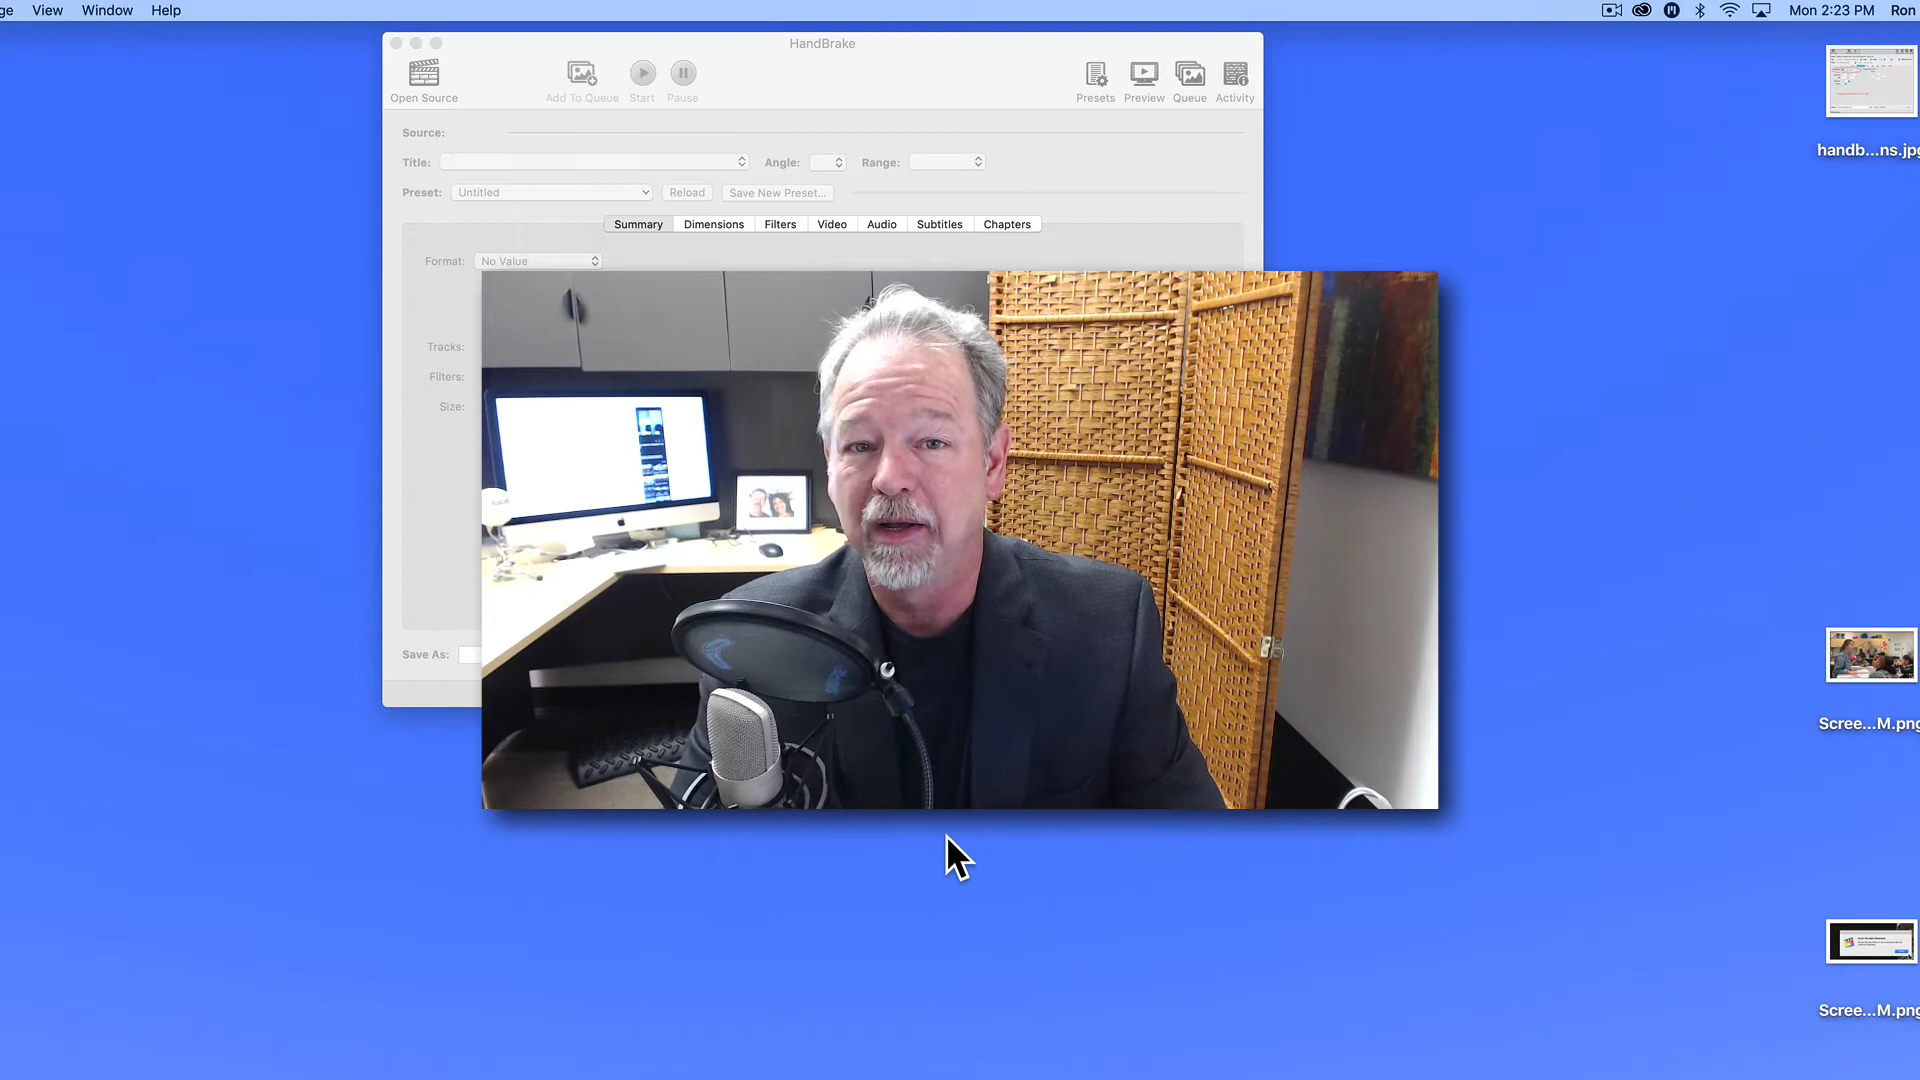 View Window Help
Mon 2:23 PM Ron
HandBrake
Open Source
Add To Queue
Start
Pause
Presets
Preview
Queue
Activity
Source:
Title:
Angle:
Range:
Preset:
Untitled
Reload
Save New Preset...
Summary
Dimensions
Filters
Video
Audio
Subtitles
Chapters
Format:
No Value
Tracks:
Filters:
Size:
Save As:
handb...ns.jpg
Scree...M.png
Scree...M.png